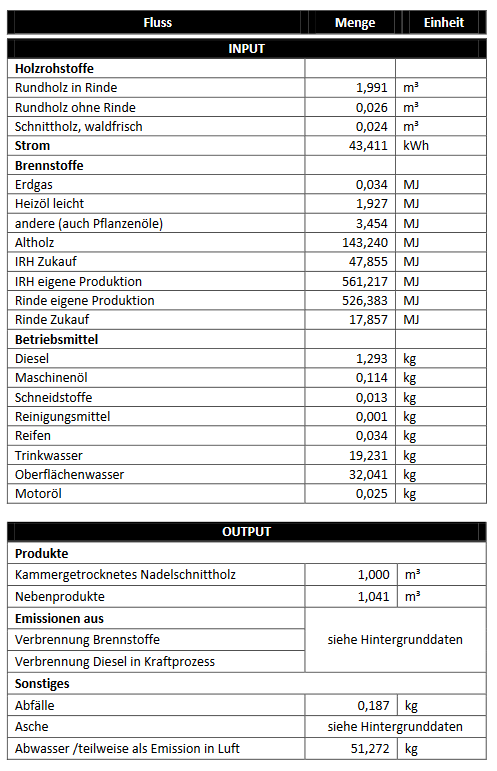 Fluss Menge Einheit
INPUT
Holzrohstoffe
Rundholz in Rinde 1,991 m³
Rundholz ohne Rinde 0,026 m³
Schnittholz, waldfrisch 0,024 m³
Strom 43,411 kWh
Brennstoffe
Erdgas 0,034 MJ
Heizöl leicht 1,927 MJ
andere (auch Pflanzenöle) 3,454 MJ
Altholz 143,240 MJ
IRH Zukauf 47,855 MJ
IRH eigene Produktion 561,217 MJ
Rinde eigene Produktion 526,383 MJ
Rinde Zukauf 17,857 MJ
Betriebsmittel
Diesel 1,293 kg
Maschinenöl 0,114 kg
Schneidstoffe 0,013 kg
Reinigungsmittel 0,001 kg
Reifen 0,034 kg
Trinkwasser 19,231 kg
Oberflächenwasser 32,041 kg
Motoröl 0,025 kg
OUTPUT
Produkte
Kammergetrocknetes Nadelschnittholz 1,000 m³
Nebenprodukte 1,041 m³
Emissionen aus
Verbrennung Brennstoffe siehe Hintergrunddaten
Verbrennung Diesel in Kraftprozess
Sonstiges
Abfälle 0,187 kg
Asche siehe Hintergrunddaten
Abwasser /teilweise als Emission in Luft 51,272 kg